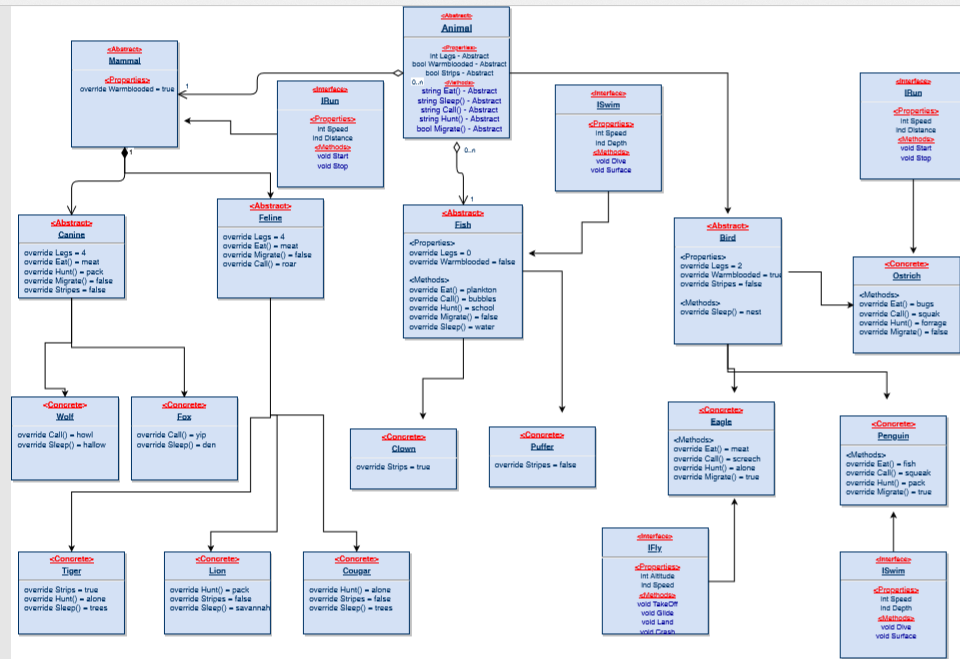 <Abstract>
Animal
<Properties>
int Legs - Abstract
bool Warmblooded - Abstract
bool Strips - Abstract
0..n
<Methods>
string Eat() - Abstract
string Sleep() - Abstract
string Call() - Abstract
string Hunt() - Abstract
bool Migrate() - Abstract
<Abstract>
Mammal
<Properties>
override Warmblooded = true
1
<Interface>
IRun
<Properties>
int Speed
ind Distance
<Methods>
void Start
void Stop
<Interface>
ISwim
<Properties>
int Speed
ind Depth
<Methods>
void Dive
void Surface
<Interface>
IRun
<Properties>
int Speed
ind Distance
<Methods>
void Start
void Stop
1
0..n
1
<Abstract>
Canine
override Legs = 4
override Eat() = meat
override Hunt() = pack
override Migrate() = false
override Stripes = false
<Abstract>
Feline
override Legs = 4
override Eat() = meat
override Migrate() = false
override Call() = roar
<Abstract>
Fish
<Properties>
override Legs = 0
override Warmblooded = false
<Methods>
override Eat() = plankton
override Call() = bubbles
override Hunt() = school
override Migrate() = false
override Sleep() = water
<Abstract>
Bird
<Properties>
override Legs = 2
override Warmblooded = true
override Stripes = false
<Methods>
override Sleep() = nest
<Concrete>
Ostrich
<Methods>
override Eat() = bugs
override Call() = squak
override Hunt() = forrage
override Migrate() = false
<Concrete>
Wolf
override Call() = howl
override Sleep() = hallow
<Concrete>
Fox
override Call() = yip
override Sleep() = den
<Concrete>
Clown
override Strips = true
<Concrete>
Puffer
override Stripes = false
<Concrete>
Eagle
<Methods>
override Eat() = meat
override Call() = screech
override Hunt() = alone
override Migrate() = true
<Concrete>
Penguin
<Methods>
override Eat() = fish
override Call() = squeak
override Hunt() = pack
override Migrate() = true
<Concrete>
Tiger
override Strips = true
override Hunt() = alone
override Sleep() = trees
<Concrete>
Lion
override Hunt() = pack
override Stripes = false
override Sleep() = savannah
<Concrete>
Cougar
override Hunt() = alone
override Stripes = false
override Sleep() = trees
<Interface>
IFly
<Properties>
int Altitude
ind Speed
<Methods>
void TakeOff
void Glide
void Land
void Crash
<Interface>
ISwim
<Properties>
int Speed
ind Depth
<Methods>
void Dive
void Surface